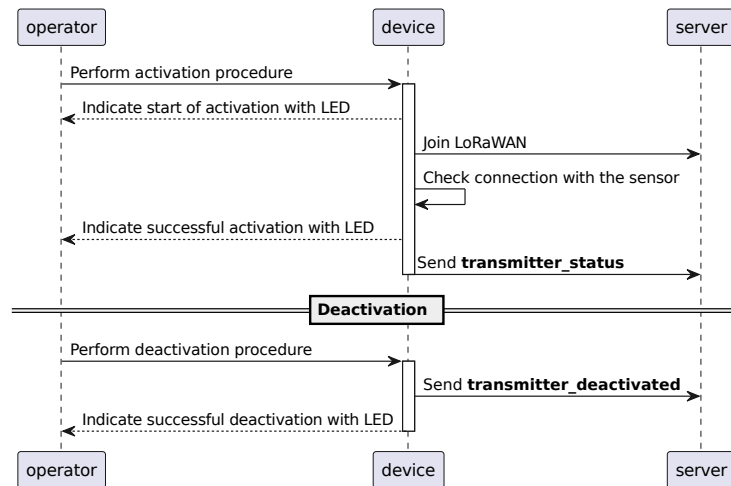 operator device server
Perform activation procedure
Indicate start of activation with LED
Join LoRaWAN
Check connection with the sensor
Indicate successful activation with LED
Send transmitter_status
Deactivation
Perform deactivation procedure
Send transmitter_deactivated
Indicate successful deactivation with LED
operator device server